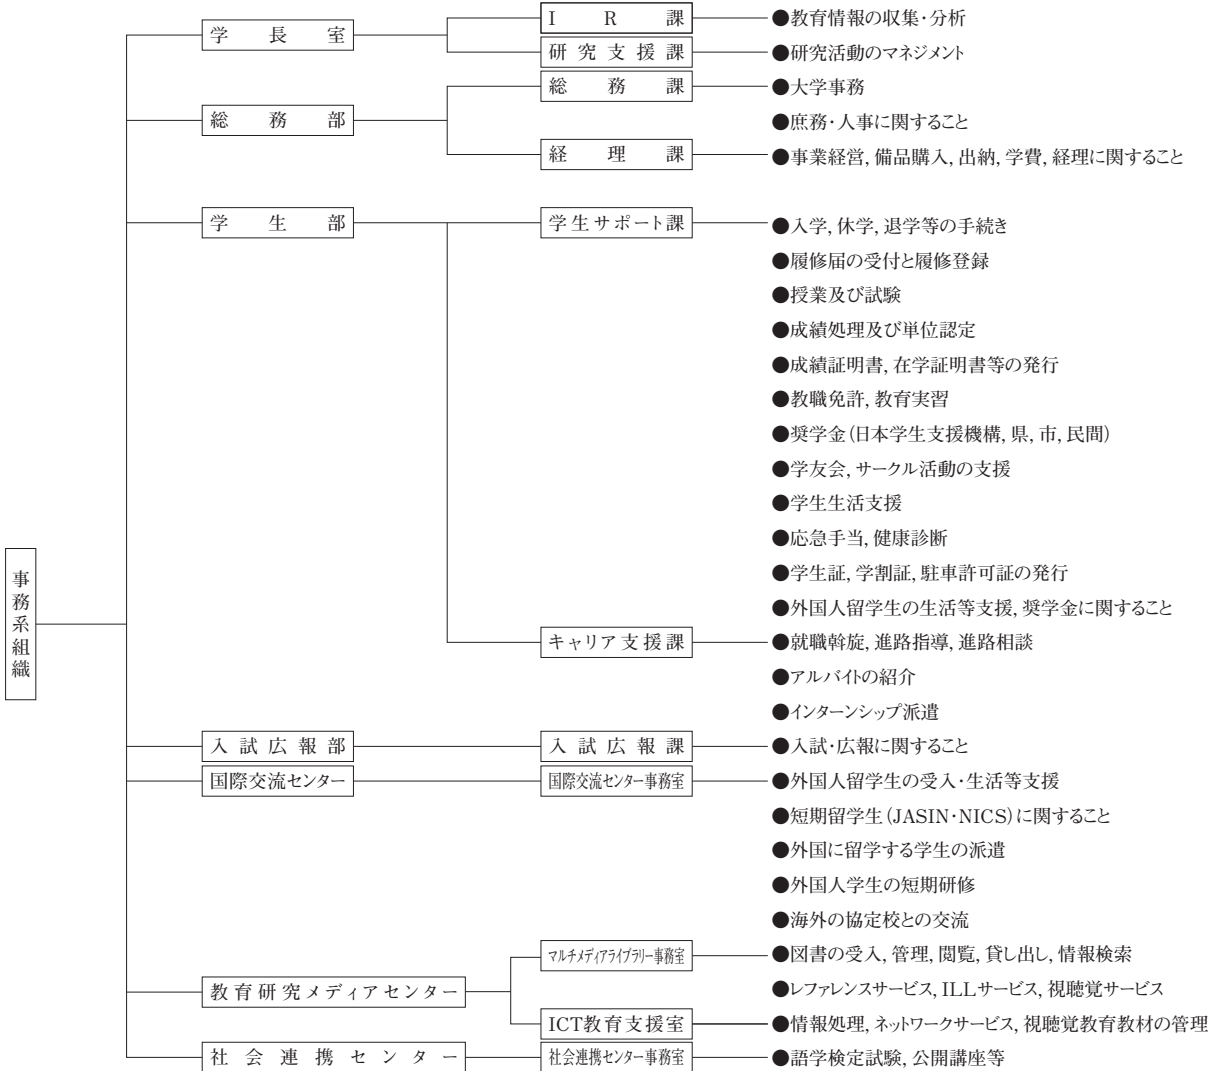 事務系組織
学長室
IR課
●教育情報の収集・分析
研究支援課
●研究活動のマネジメント
総務部
総務課
●大学事務
●庶務・人事に関すること
経理課
●事業経営, 備品購入, 出納, 学費, 経理に関すること
学生部
学生サポート課
●入学, 休学, 退学等の手続き
●履修届の受付と履修登録
●授業及び試験
●成績処理及び単位認定
●成績証明書, 在学証明書等の発行
●教職免許, 教育実習
●奨学金(日本学生支援機構, 県, 市, 民間)
●学友会, サークル活動の支援
●学生生活支援
●応急手当, 健康診断
●学生証, 学割証, 駐車許可証の発行
●外国人留学生の生活等支援, 奨学金に関すること
キャリア支援課
●就職斡旋, 進路指導, 進路相談
●アルバイトの紹介
●インターンシップ派遣
入試広報部
入試広報課
●入試・広報に関すること
国際交流センター
国際交流センター事務室
●外国人留学生の受入・生活等支援
●短期留学生(JASIN・NICS)に関すること
●外国に留学する学生の派遣
●外国人学生の短期研修
●海外の協定校との交流
教育研究メディアセンター
マルチメディアライブラリー事務室
●図書の受入, 管理, 閲覧, 貸し出し, 情報検索
●レファレンスサービス, ILLサービス, 視聴覚サービス
ICT教育支援室
●情報処理, ネットワークサービス, 視聴覚教育教材の管理
社会連携センター
社会連携センター事務室
●語学検定試験, 公開講座等